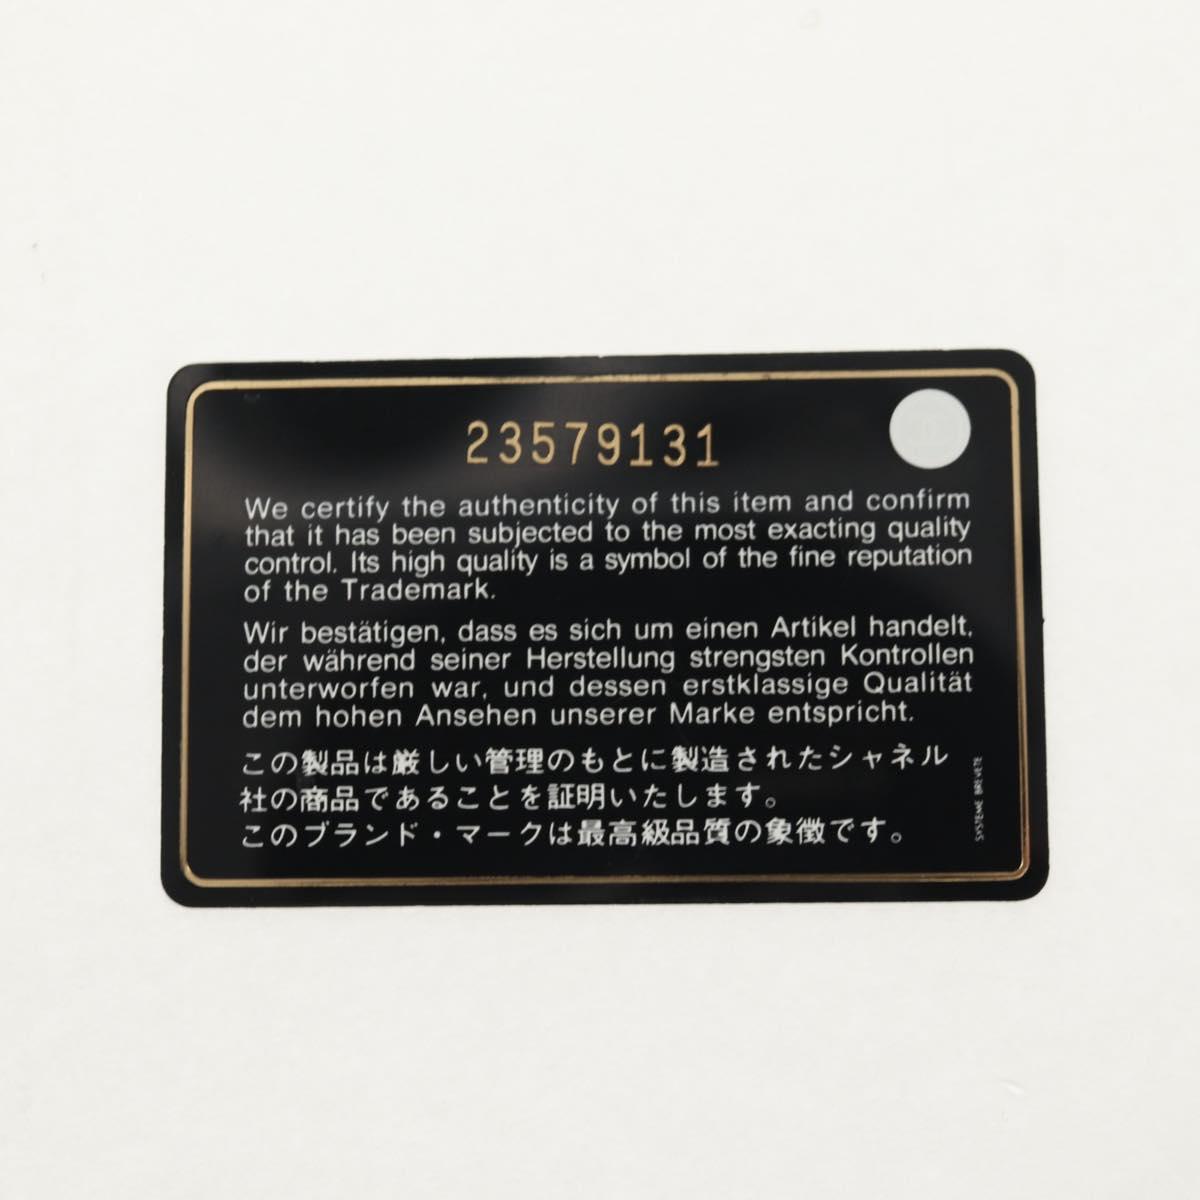 23579131
We certify the authenticity of this item and confirm
that it has been subjected to the most exacting quality
control. Its high quality is a symbol of the fine reputation
of the Trademark.
Wir bestätigen, dass es sich um einen Artikel handelt,
der während seiner Herstellung strengsten Kontrollen
unterworfen war, und dessen erstklassige Qualität
dem hohen Ansehen unserer Marke entspricht.
この製品は厳しい管理のもとに製造されたシャネル
社の商品であることを証明いたします。
このブランド・マークは最高級品質の象徴です。
SYSTEME BREVETE